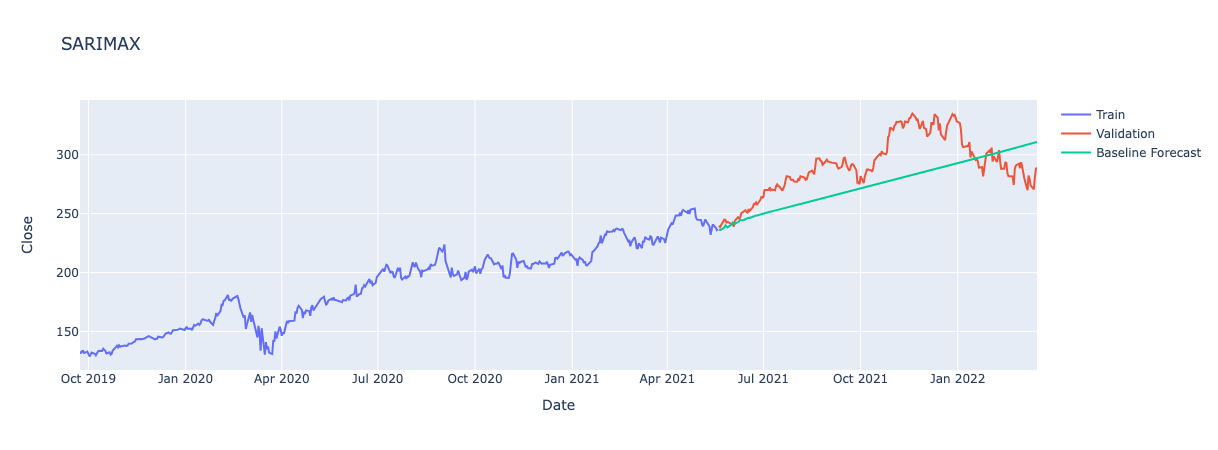 SARIMAX
Train
Validation
Baseline Forecast
300
250
200
150
Close
Oct 2019 Jan 2020 Apr 2020 Jul 2020 Oct 2020 Jan 2021 Apr 2021 Jul 2021 Oct 2021 Jan 2022
Date